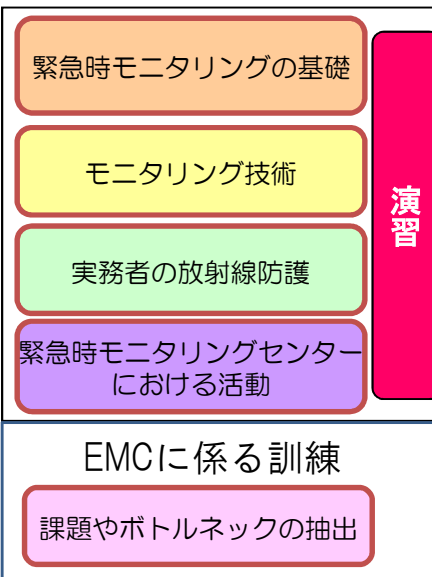 緊急時モニタリングの基礎
モニタリング技術
実務者の放射線防護
緊急時モニタリングセンター
における活動
演習
EMCに係る訓練
課題やボトルネックの抽出